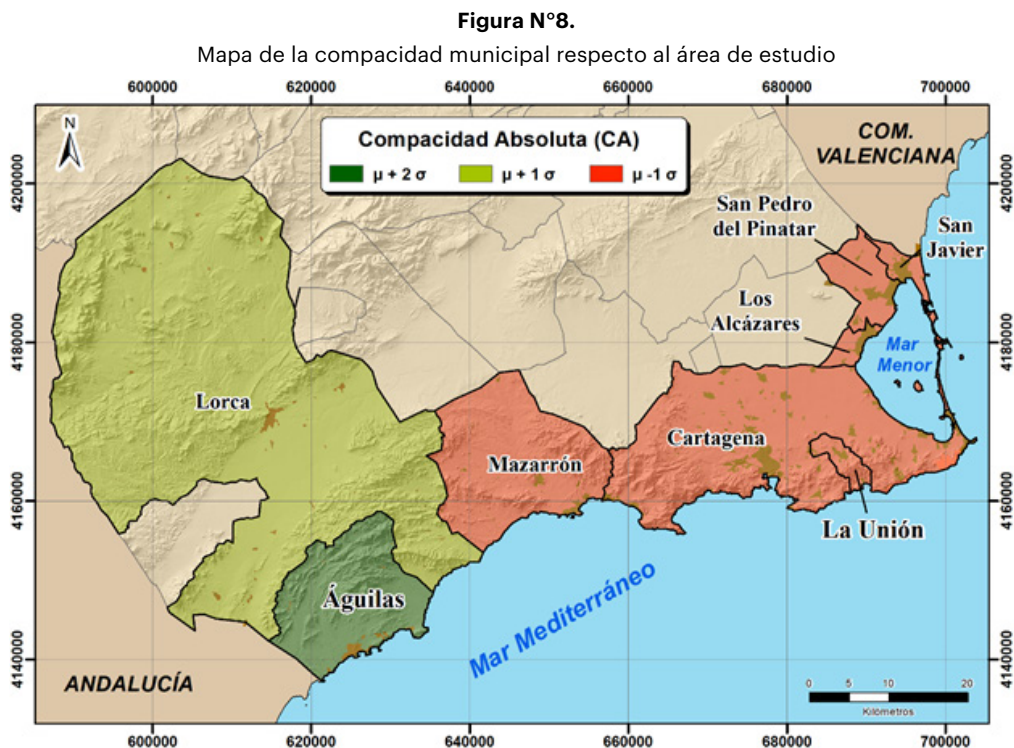 Figura N°8.
Mapa de la compacidad municipal respecto al área de estudio
600000 620000 640000 660000 680000 700000
N
Compacidad Absoluta (CA)
μ + 2 σ μ + 1 σ μ -1 σ
COM.
VALENCIANA
4200000 4200000
San Pedro
del Pinatar
San
Javier
Los
Alcázares
4180000 4180000
Mar
Menor
Lorca
Cartagena
Mazarrón
4160000 4160000
La Unión
Águilas
Mar Mediterráneo
4140000 4140000
ANDALUCÍA
0 5 10 20
Kilómetros
600000 620000 640000 660000 680000 700000